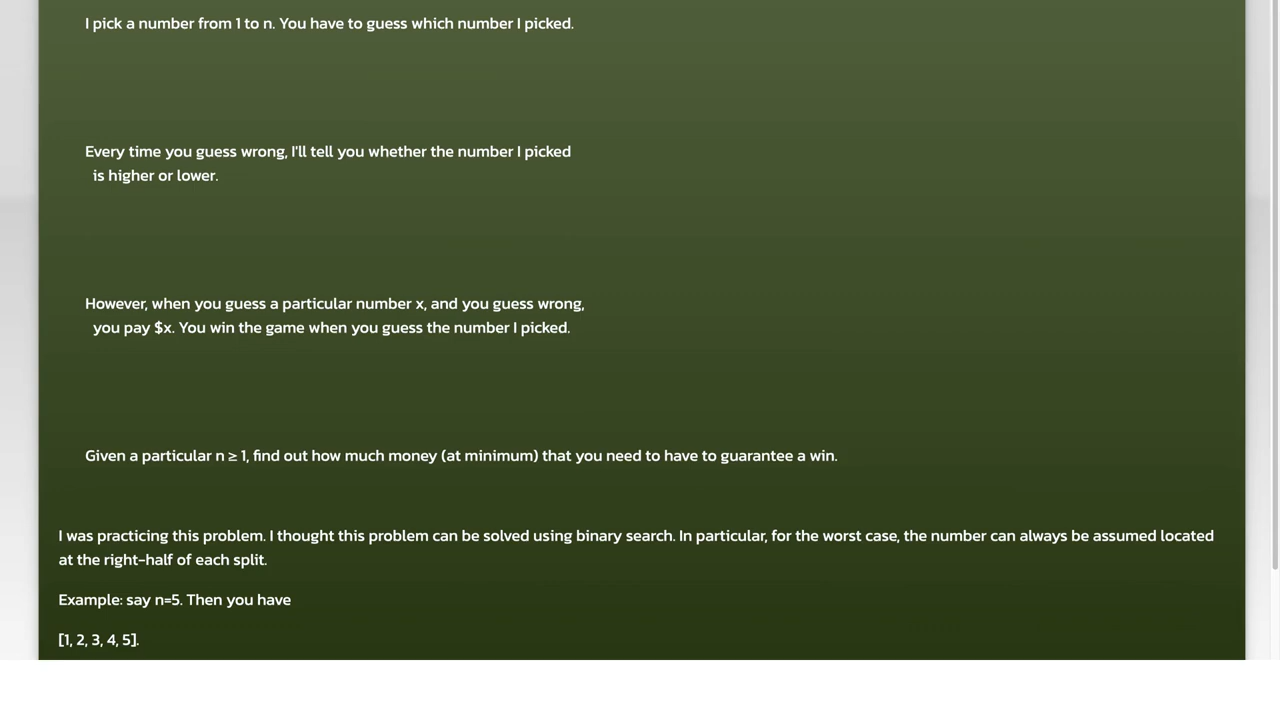 I pick a number from 1 to n. You have to guess which number I picked.
Every time you guess wrong, I'll tell you whether the number I picked
is higher or lower.
However, when you guess a particular number x, and you guess wrong,
you pay $x. You win the game when you guess the number I picked.
Given a particular n ≥ 1, find out how much money (at minimum) that you need to have to guarantee a win.
I was practicing this problem. I thought this problem can be solved using binary search. In particular, for the worst case, the number can always be assumed located
at the right-half of each split.
Example: say n=5. Then you have
[1, 2, 3, 4, 5].